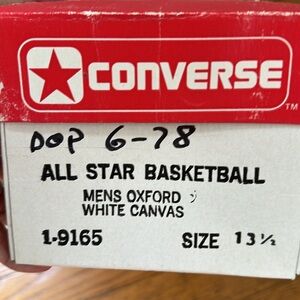 CONVERSE
TM
DOP 6-78
ALL STAR BASKETBALL
MENS OXFORD
WHITE CANVAS
1-9165 SIZE 13½